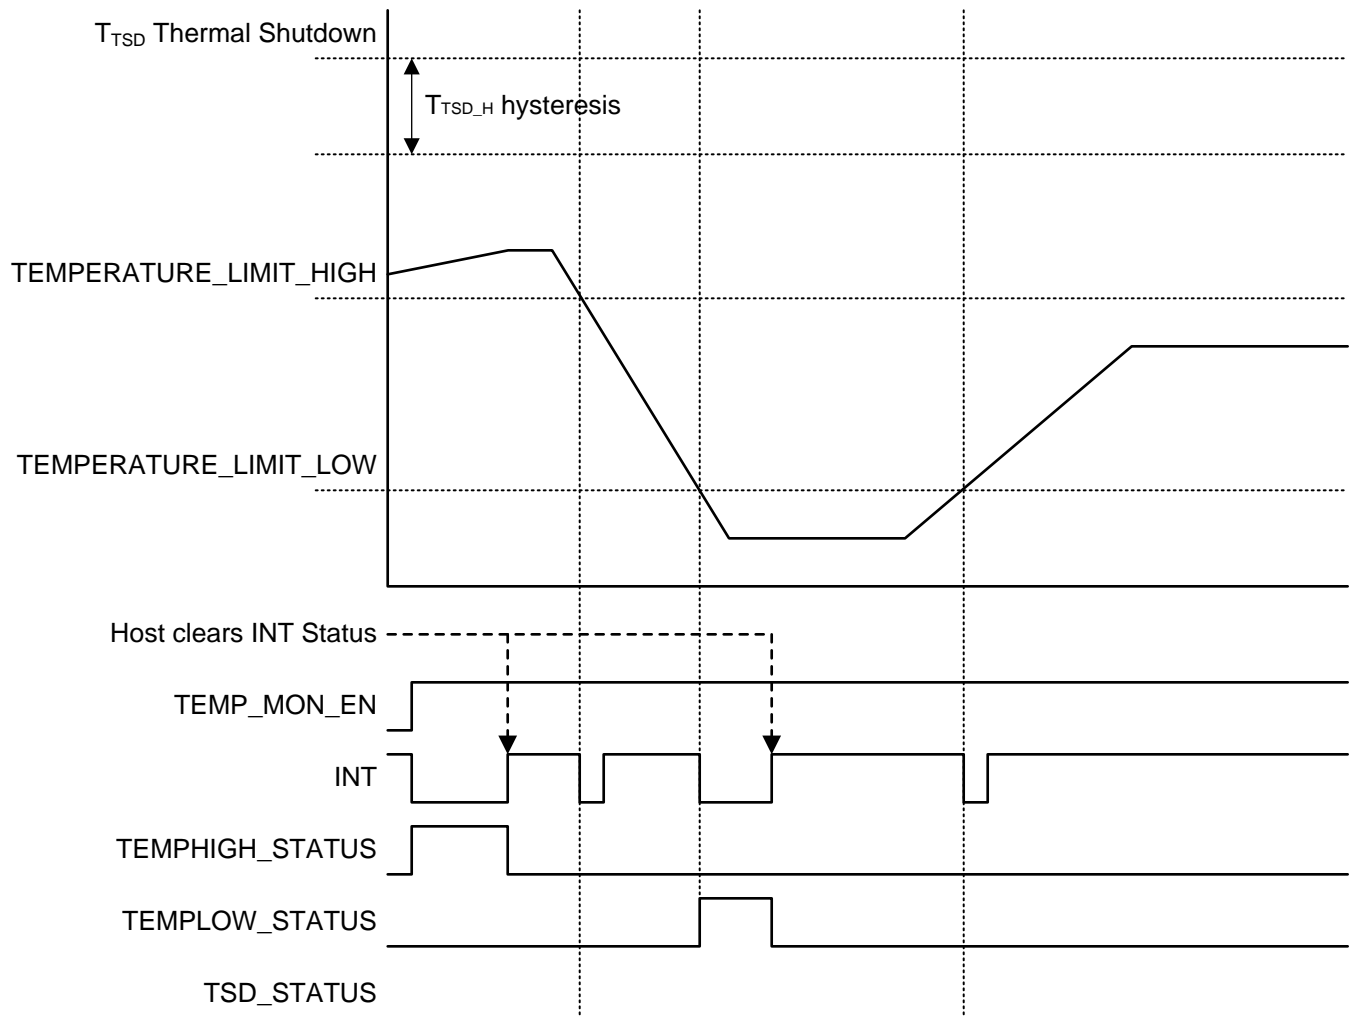 TTSD Thermal Shutdown
TTSD_H hysteresis
TEMPERATURE_LIMIT_HIGH
TEMPERATURE_LIMIT_LOW
Host clears INT Status
TEMP_MON_EN
INT
TEMPHIGH_STATUS
TEMPLOW_STATUS
TSD_STATUS